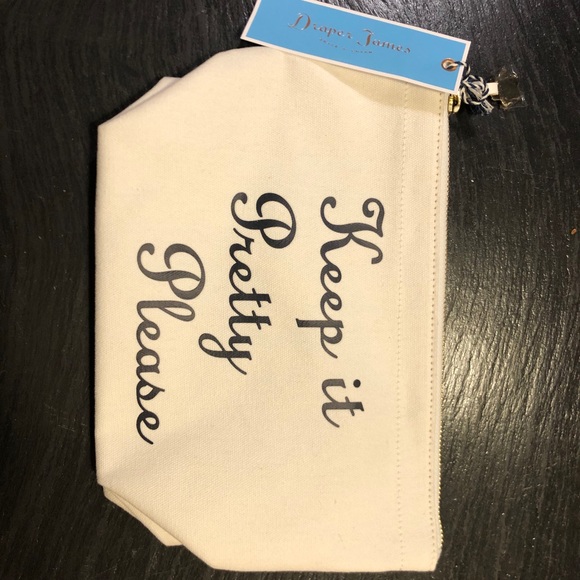 Draper James
Keep it
Pretty
Please